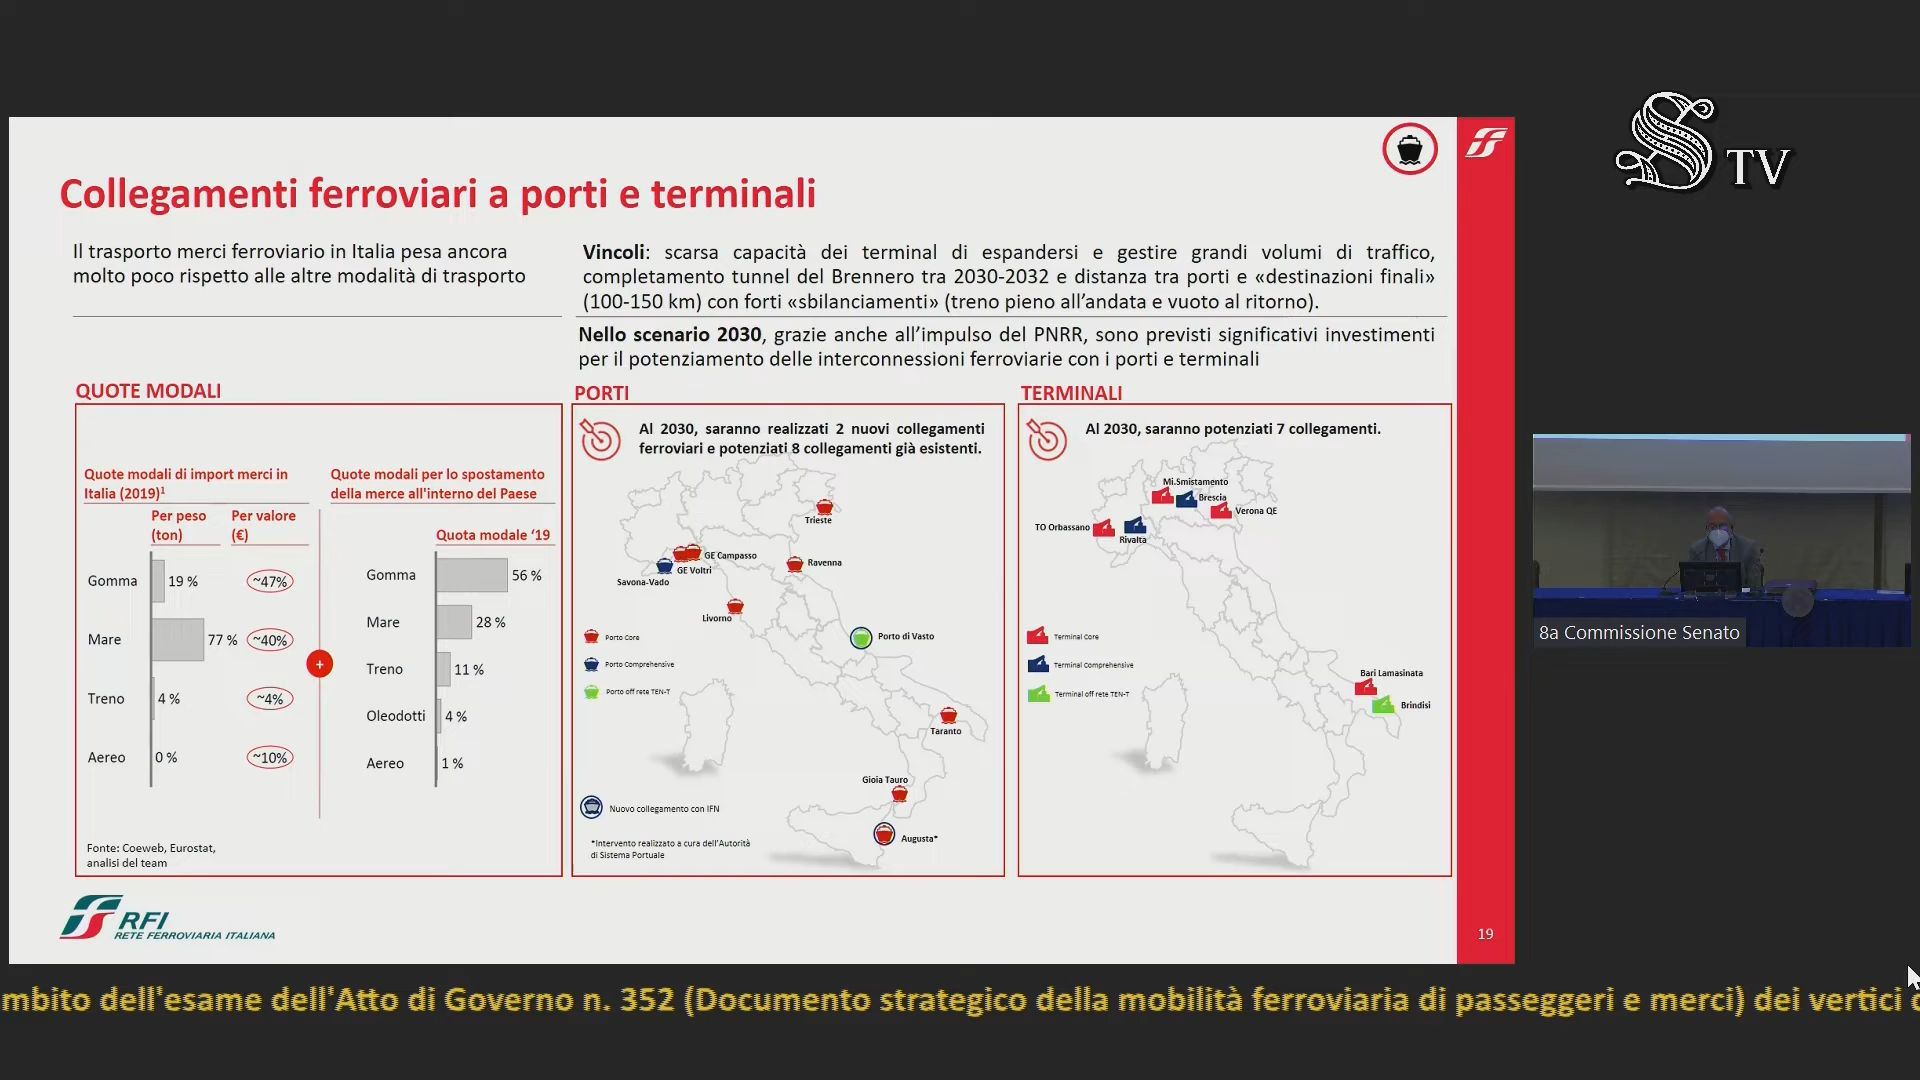 S TV
Collegamenti ferroviari a porti e terminali
Il trasporto merci ferroviario in Italia pesa ancora
molto poco rispetto alle altre modalità di trasporto
Vincoli: scarsa capacità dei terminal di espandersi e gestire grandi volumi di traffico,
completamento tunnel del Brennero tra 2030-2032 e distanza tra porti e «destinazioni finali»
(100-150 km) con forti «sbilanciamenti» (treno pieno all'andata e vuoto al ritorno).
Nello scenario 2030, grazie anche all'impulso del PNRR, sono previsti significativi investimenti
per il potenziamento delle interconnessioni ferroviarie con i porti e terminali
QUOTE MODALI
Quote modali di import merci in
Italia (2019)¹
Per peso
(ton)
Per valore
(€)
Gomma 19 % ~47%
Mare 77 % ~40%
Treno 4 % ~4%
Aereo 0 % ~10%
+
Quote modali per lo spostamento
della merce all'interno del Paese
Quota modale '19
Gomma 56 %
Mare 28 %
Treno 11 %
Oleodotti 4 %
Aereo 1 %
Fonte: Coeweb, Eurostat,
analisi del team
PORTI
Al 2030, saranno realizzati 2 nuovi collegamenti
ferroviari e potenziati 8 collegamenti già esistenti.
Trieste
GE Campasso
GE Voltri
Savona-Vado
Ravenna
Livorno
Porto di Vasto
Taranto
Gioia Tauro
Augusta*
Porto Core
Porto Comprehensive
Porto off rete TEN-T
Nuovo collegamento con IFN
*Intervento realizzato a cura dell'Autorità
di Sistema Portuale
TERMINALI
Al 2030, saranno potenziati 7 collegamenti.
Mi.Smistamento
Brescia
Verona QE
TO Orbassano
Rivalta
Bari Lamasinata
Brindisi
Terminal Core
Terminal Comprehensive
Terminal off rete TEN-T
RFI
RETE FERROVIARIA ITALIANA
19
8a Commissione Senato
mbito dell'esame dell'Atto di Governo n. 352 (Documento strategico della mobilità ferroviaria di passeggeri e merci) dei vertici